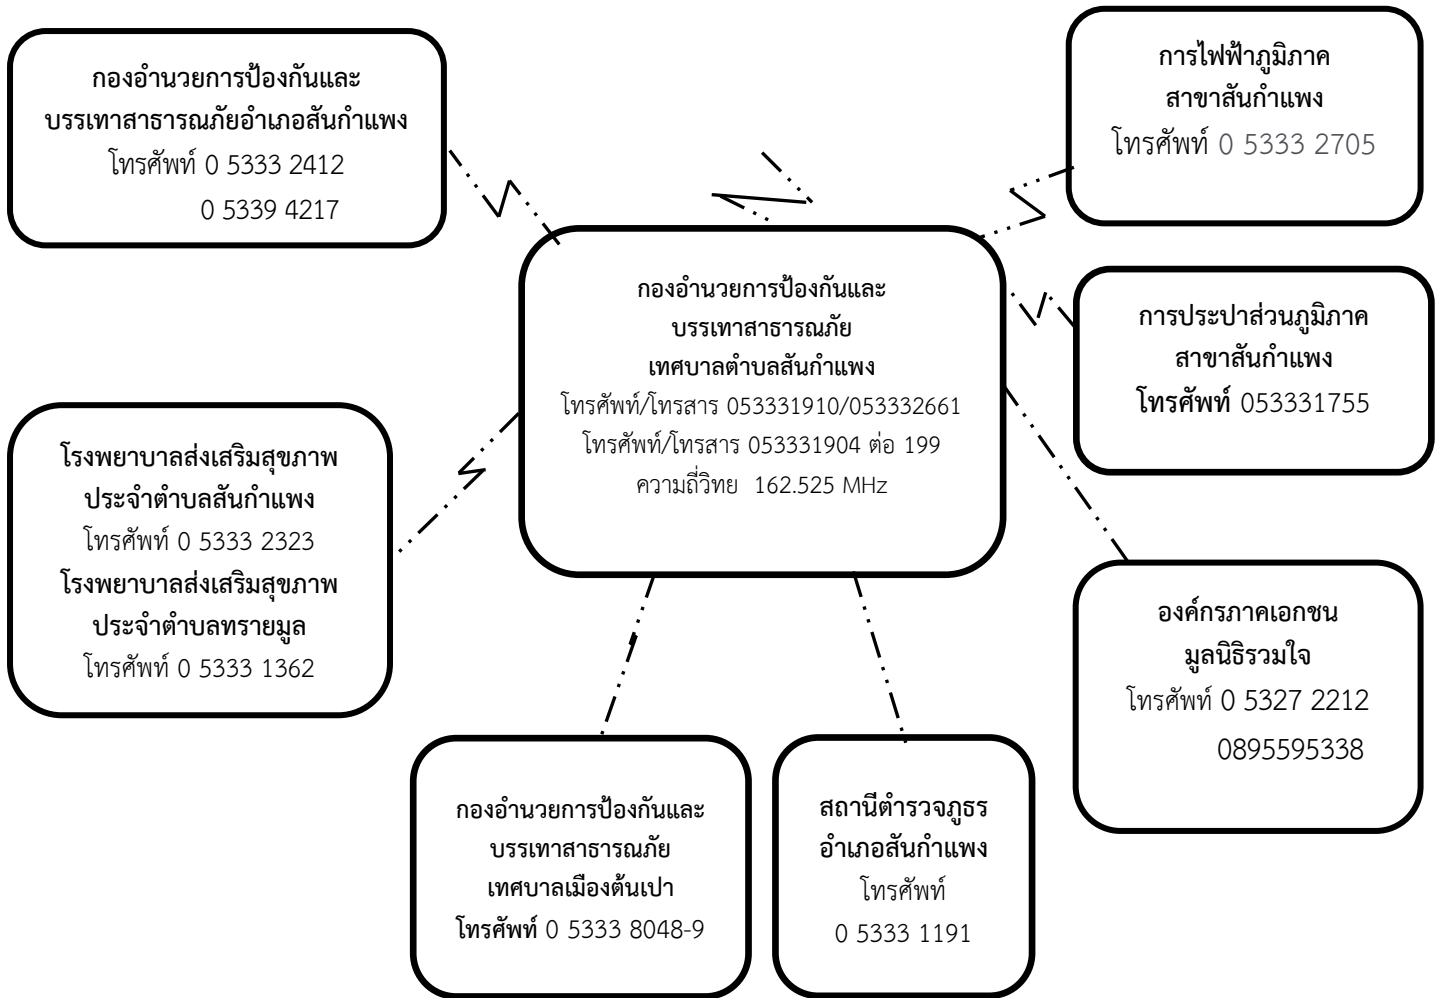 กองอำนวยการป้องกันและ
บรรเทาสาธารณภัยอำเภอสันกำแพง
โทรศัพท์ 0 5333 2412
0 5339 4217
การไฟฟ้าภูมิภาค
สาขาสันกำแพง
โทรศัพท์ 0 5333 2705
กองอำนวยการป้องกันและ
บรรเทาสาธารณภัย
เทศบาลตำบลสันกำแพง
โทรศัพท์/โทรสาร 053331910/053332661
โทรศัพท์/โทรสาร 053331904 ต่อ 199
ความถี่วิทย  162.525 MHz
การประปาส่วนภูมิภาค
สาขาสันกำแพง
โทรศัพท์ 053331755
โรงพยาบาลส่งเสริมสุขภาพ
ประจำตำบลสันกำแพง
โทรศัพท์ 0 5333 2323
โรงพยาบาลส่งเสริมสุขภาพ
ประจำตำบลทรายมูล
โทรศัพท์ 0 5333 1362
องค์กรภาคเอกชน
มูลนิธิรวมใจ
โทรศัพท์ 0 5327 2212
0895595338
กองอำนวยการป้องกันและ
บรรเทาสาธารณภัย
เทศบาลเมืองต้นเปา
โทรศัพท์ 0 5333 8048-9
สถานีตำรวจภูธร
อำเภอสันกำแพง
โทรศัพท์
0 5333 1191